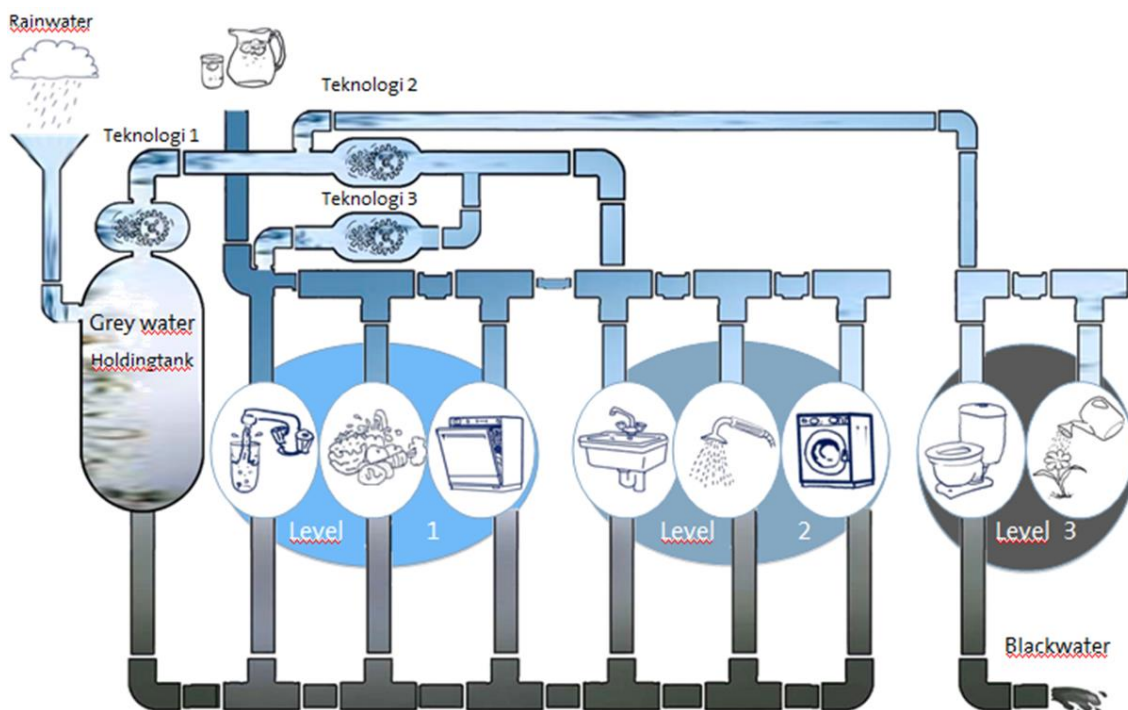 Rainwater
Teknologi 2
Teknologi 1
Teknologi 3
Grey water
Holdingtank
Level 1
Level 2
Level 3
Blackwater